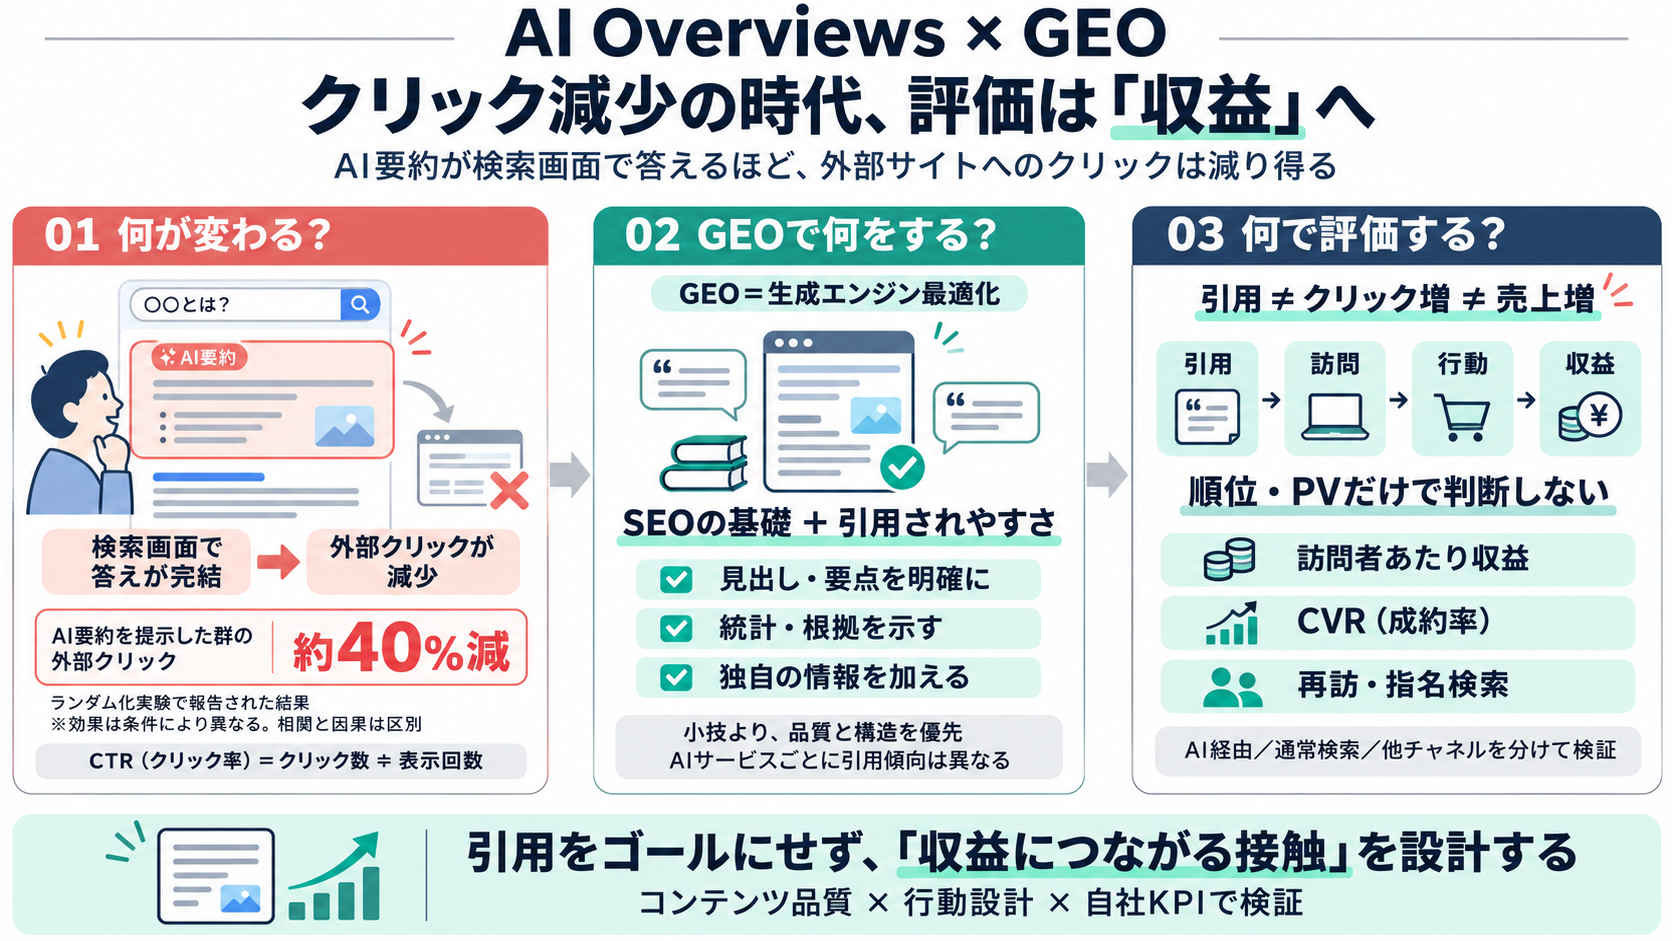 AI Overviews × GEO
クリック減少の時代、評価は「収益」へ
AI要約が検索画面で答えるほど、外部サイトへのクリックは減り得る
01 何が変わる？
〇〇とは？
AI要約
検索画面で
答えが完結
外部クリックが
減少
AI要約を提示した群の
外部クリック
約40%減
ランダム化実験で報告された結果
※効果は条件により異なる。相関と因果は区別
CTR（クリック率）＝クリック数 ÷ 表示回数
02 GEOで何をする？
GEO＝生成エンジン最適化
SEOの基礎 + 引用されやすさ
見出し・要点を明確に
統計・根拠を示す
独自の情報を加える
小技より、品質と構造を優先
AIサービスごとに引用傾向は異なる
03 何で評価する？
引用 ≠ クリック増 ≠ 売上増
引用 → 訪問 → 行動 → 収益
¥
順位・PVだけで判断しない
訪問者あたり収益
CVR（成約率）
再訪・指名検索
AI経由／通常検索／他チャネルを分けて検証
引用をゴールにせず、「収益につながる接触」を設計する
コンテンツ品質 × 行動設計 × 自社KPIで検証